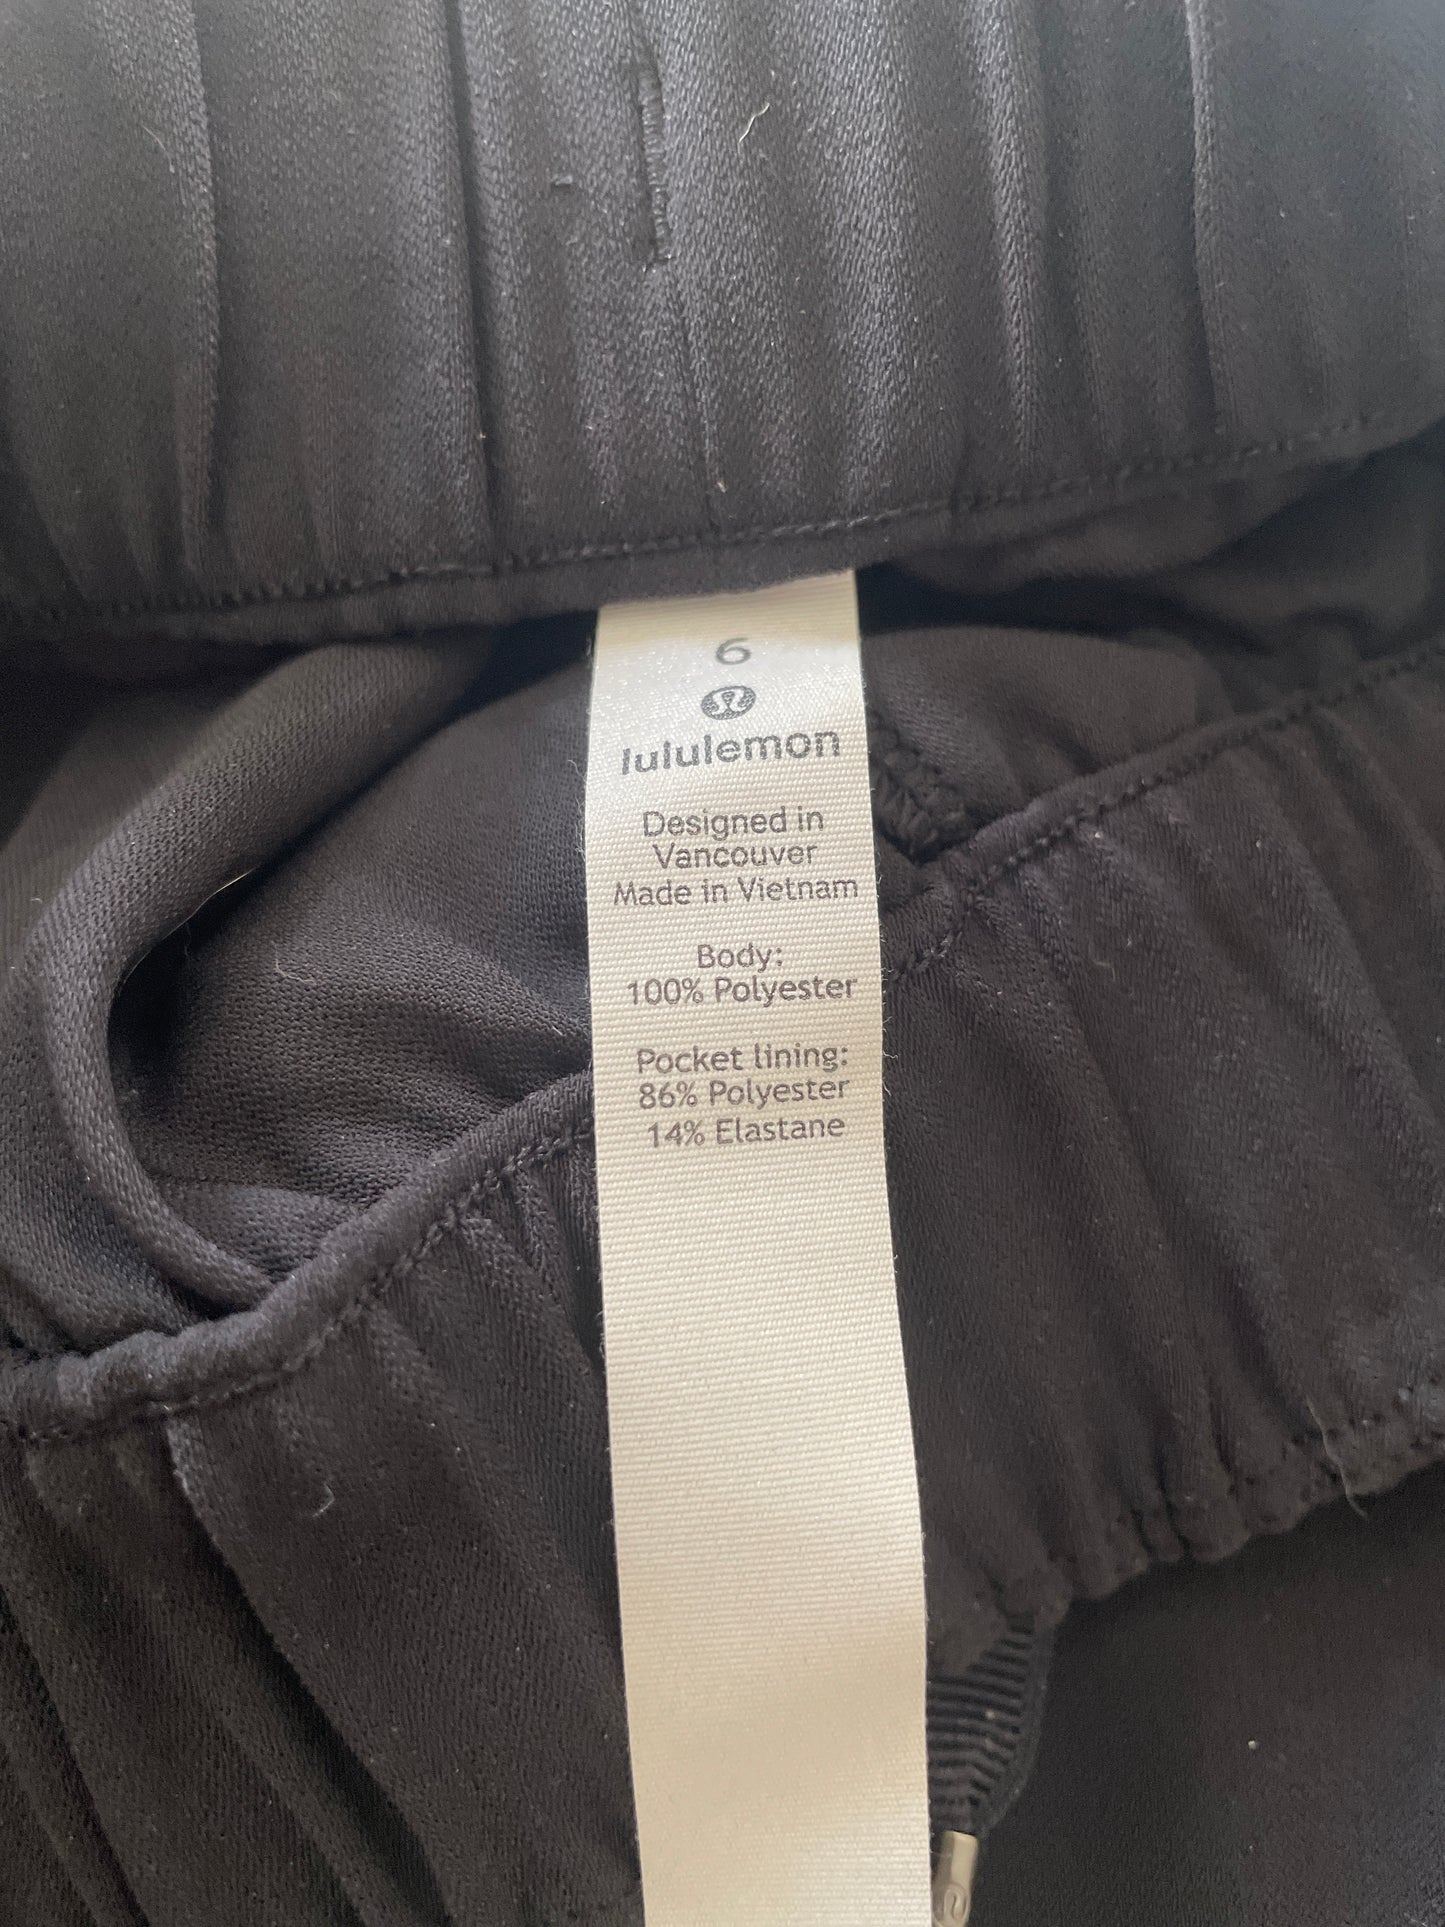 6
lululemon
Designed in
Vancouver
Made in Vietnam
Body:
100% Polyester
Pocket lining:
86% Polyester
14% Elastane